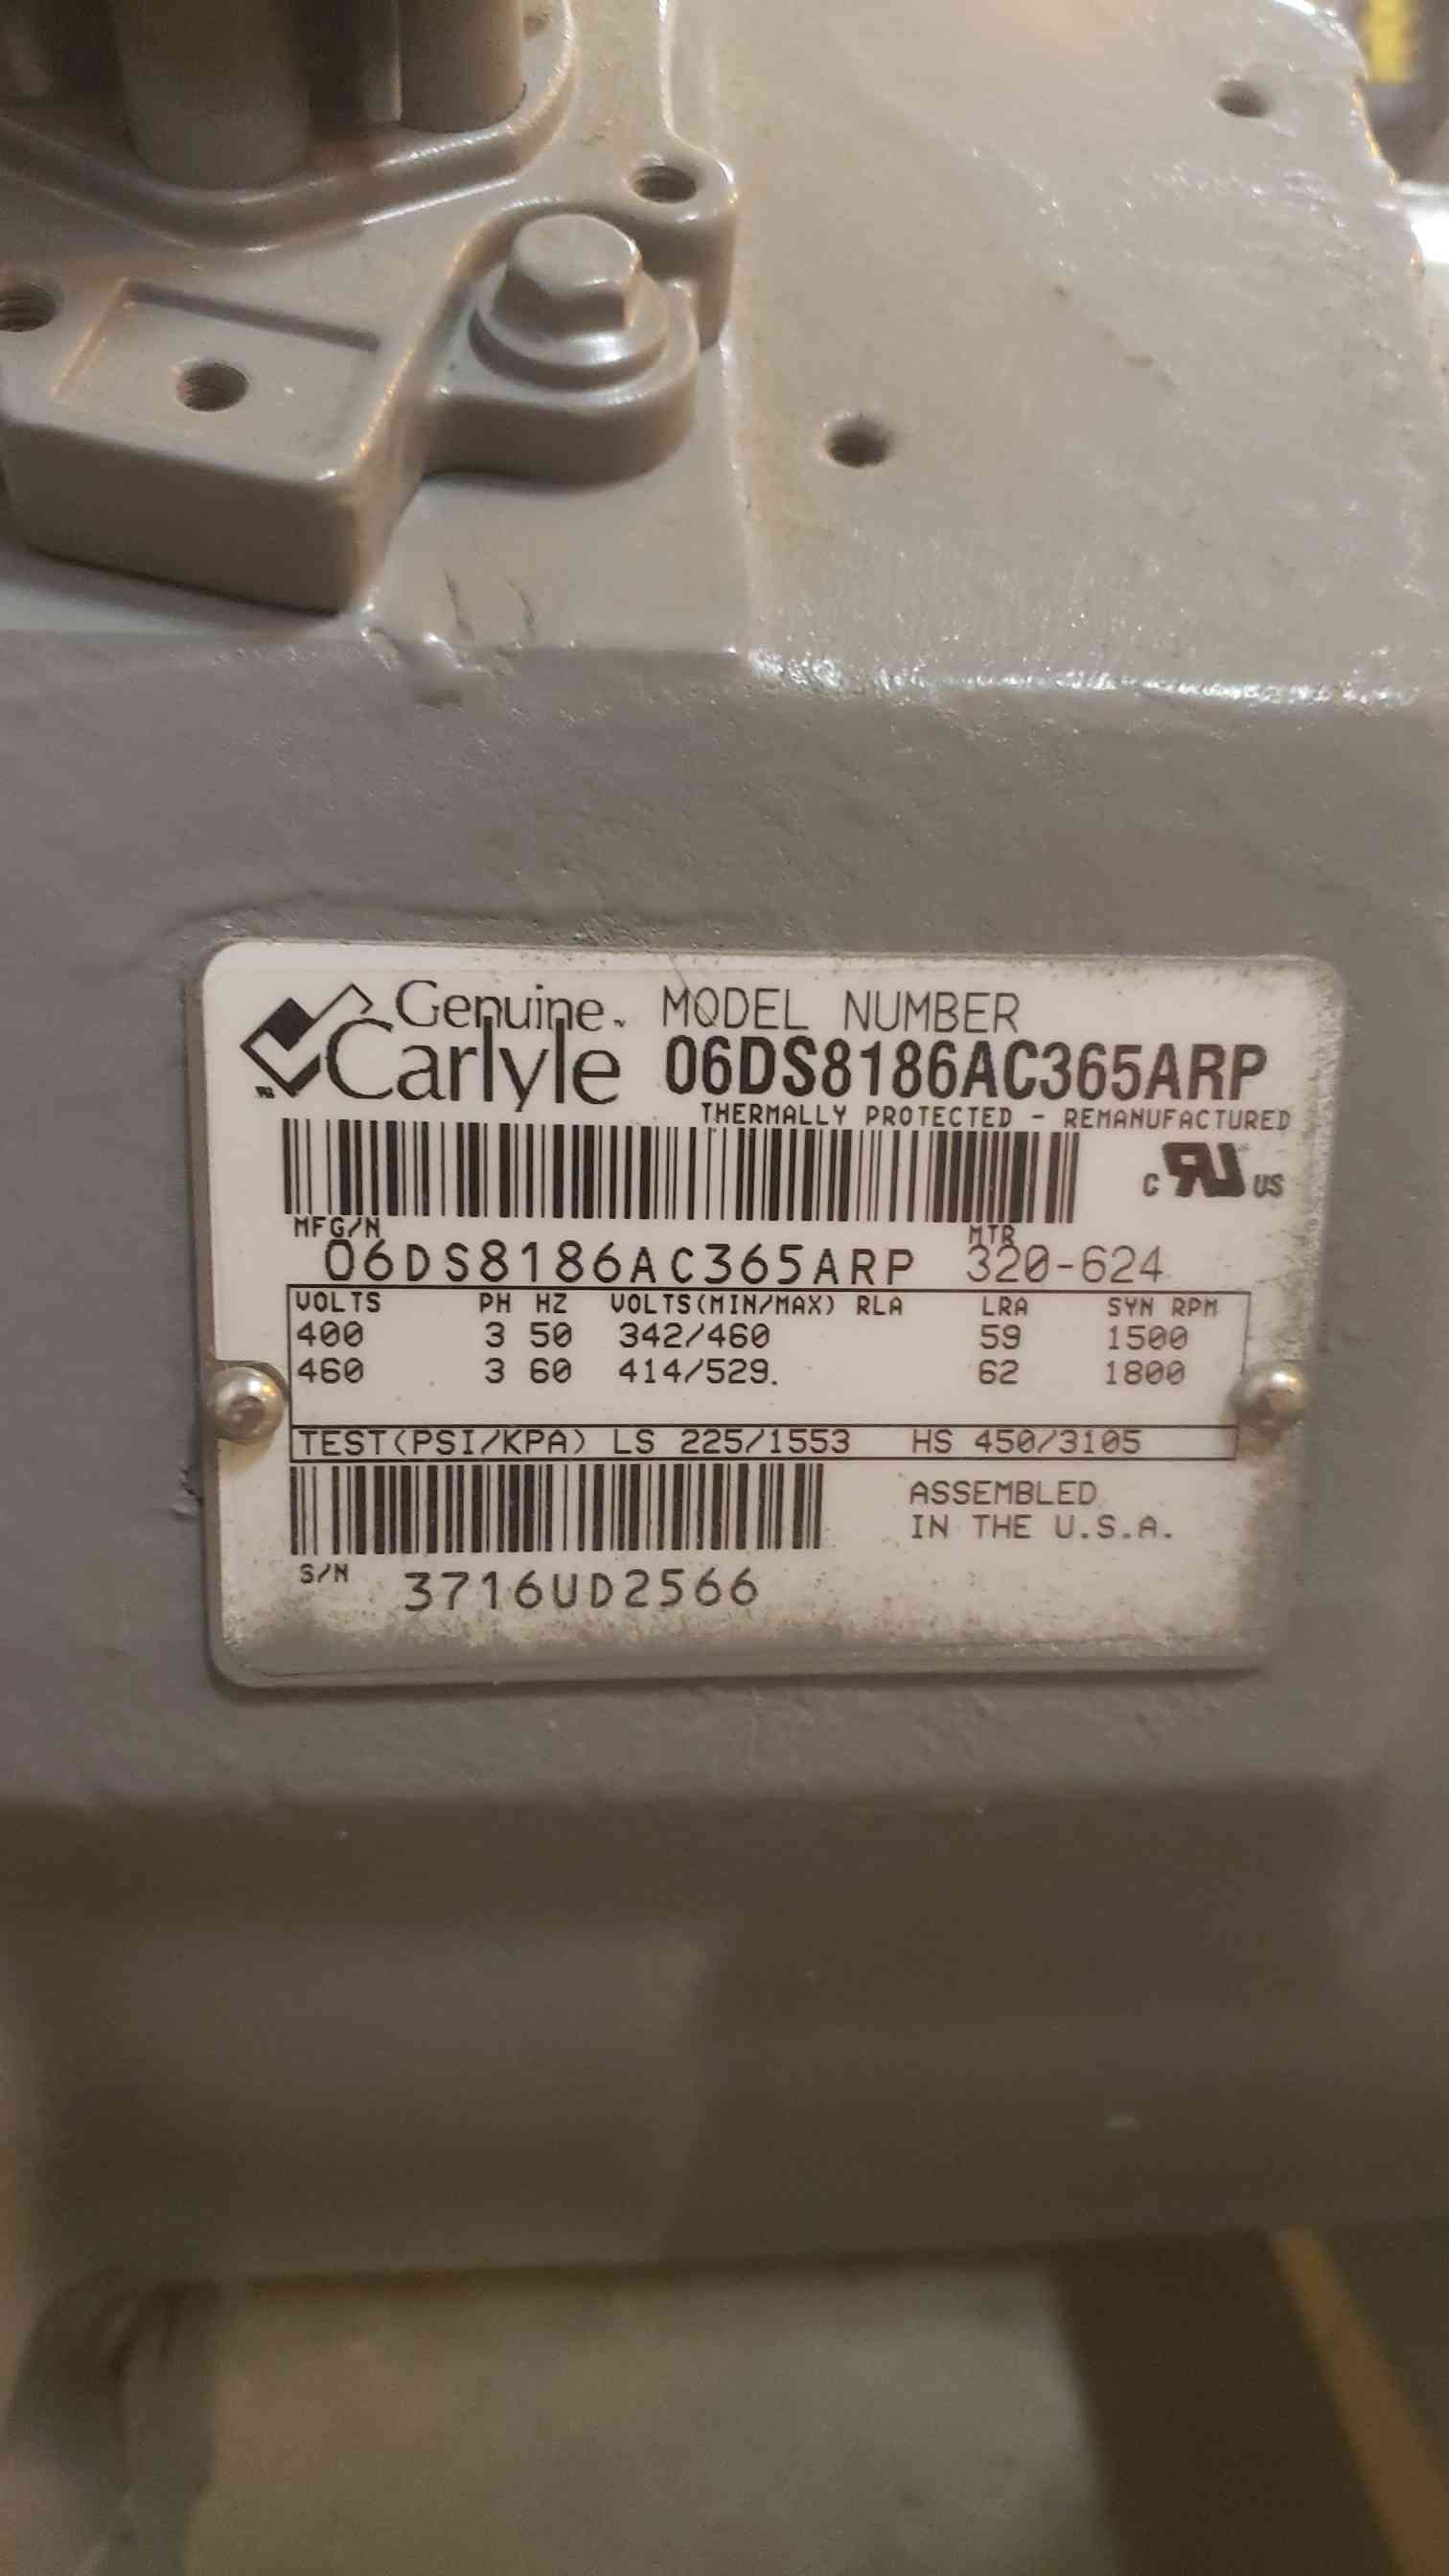 Genuine™ MODEL NUMBER
Carlyle 06DS8186AC365ARP
THERMALLY PROTECTED - REMANUFACTURED
C RU US
MFG/N MTR
06DS8186AC365ARP 320-624
VOLTS PH HZ VOLTS(MIN/MAX) RLA LRA SYN RPM
400 3 50 342/460 59 1500
460 3 60 414/529. 62 1800
TEST(PSI/KPA) LS 225/1553 HS 450/3105
ASSEMBLED
IN THE U.S.A.
S/N 3716UD2566